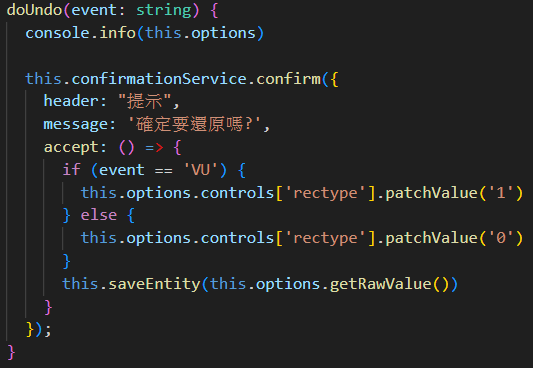 doUndo(event: string) {
  console.info(this.options)

  this.confirmationService.confirm({
    header: "提示",
    message: '確定要還原嗎?',
    accept: () => {
      if (event == 'VU') {
        this.options.controls['rectype'].patchValue('1')
      } else {
        this.options.controls['rectype'].patchValue('0')
      }
      this.saveEntity(this.options.getRawValue())
    }
  });
}